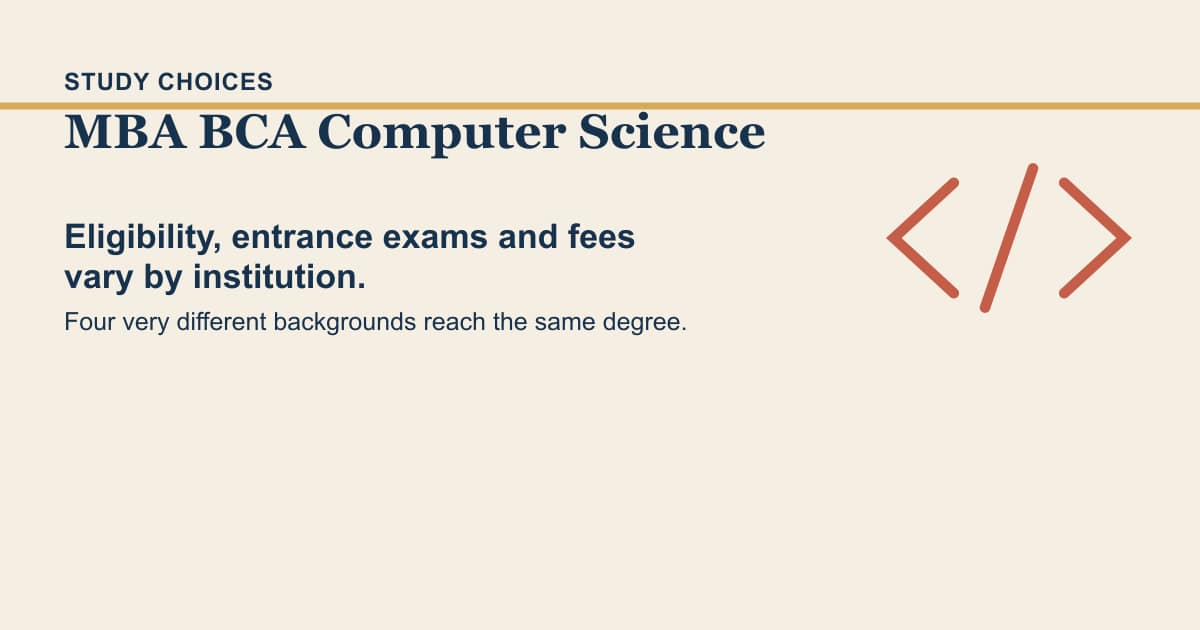 STUDY CHOICES
MBA BCA Computer Science
Eligibility, entrance exams and fees
vary by institution.
Four very different backgrounds reach the same degree.